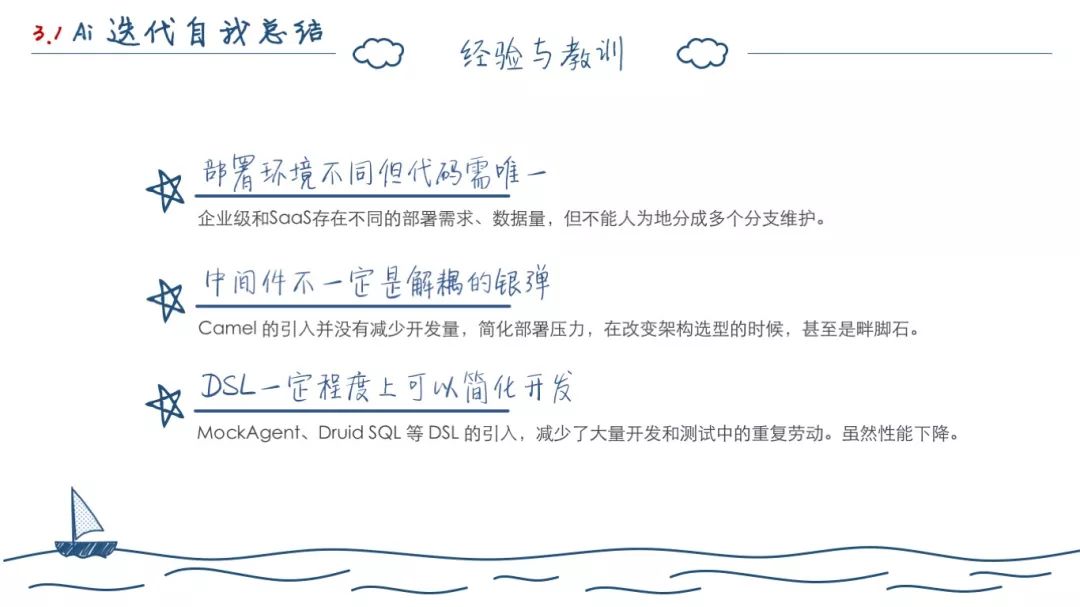 3.1 Ai 迭代自我总结
经验与教训
部署环境不同但代码需唯一
企业级和SaaS存在不同的部署需求、数据量，但不能人为地分成多个分支维护。
中间件不一定是解耦的银弹
Camel 的引入并没有减少开发量，简化部署压力，在改变架构选型的时候，甚至是畔脚石。
DSL一定程度上可以简化开发
MockAgent、Druid SQL 等 DSL 的引入，减少了大量开发和测试中的重复劳动。虽然性能下降。